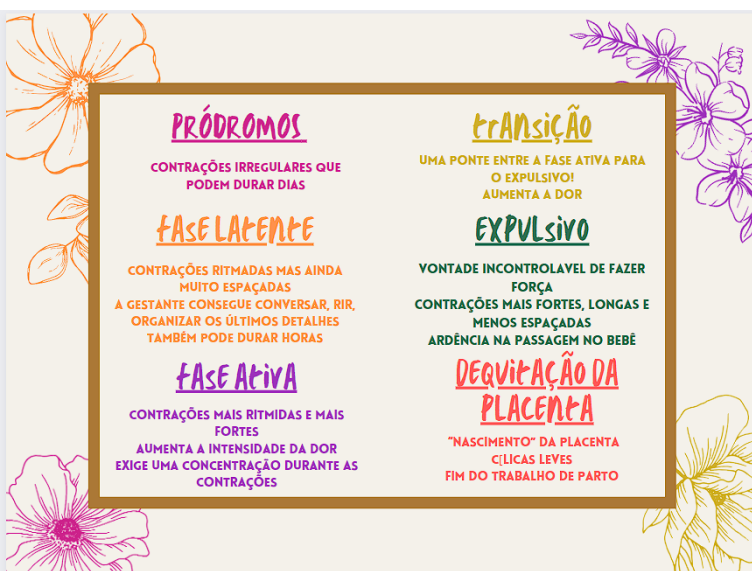 PRÓDROMOS
CONTRAÇÕES IRREGULARES QUE
PODEM DURAR DIAS
FASE LATENTE
CONTRAÇÕES RITMADAS MAS AINDA
MUITO ESPAÇADAS
A GESTANTE CONSEGUE CONVERSAR, RIR,
ORGANIZAR OS ÚLTIMOS DETALHES
TAMBÉM PODE DURAR HORAS
FASE ATIVA
CONTRAÇÕES MAIS RITMIDAS E MAIS
FORTES
AUMENTA A INTENSIDADE DA DOR
EXIGE UMA CONCENTRAÇÃO DURANTE AS
CONTRAÇÕES
TRANSIÇÃO
UMA PONTE ENTRE A FASE ATIVA PARA
O EXPULSIVO!
AUMENTA A DOR
EXPULSIVO
VONTADE INCONTROLAVEL DE FAZER
FORÇA
CONTRAÇÕES MAIS FORTES, LONGAS E
MENOS ESPAÇADAS
ARDÊNCIA NA PASSAGEM NO BEBÊ
DEQUITAÇÃO DA
PLACENTA
"NASCIMENTO" DA PLACENTA
C[LICAS LEVES
FIM DO TRABALHO DE PARTO